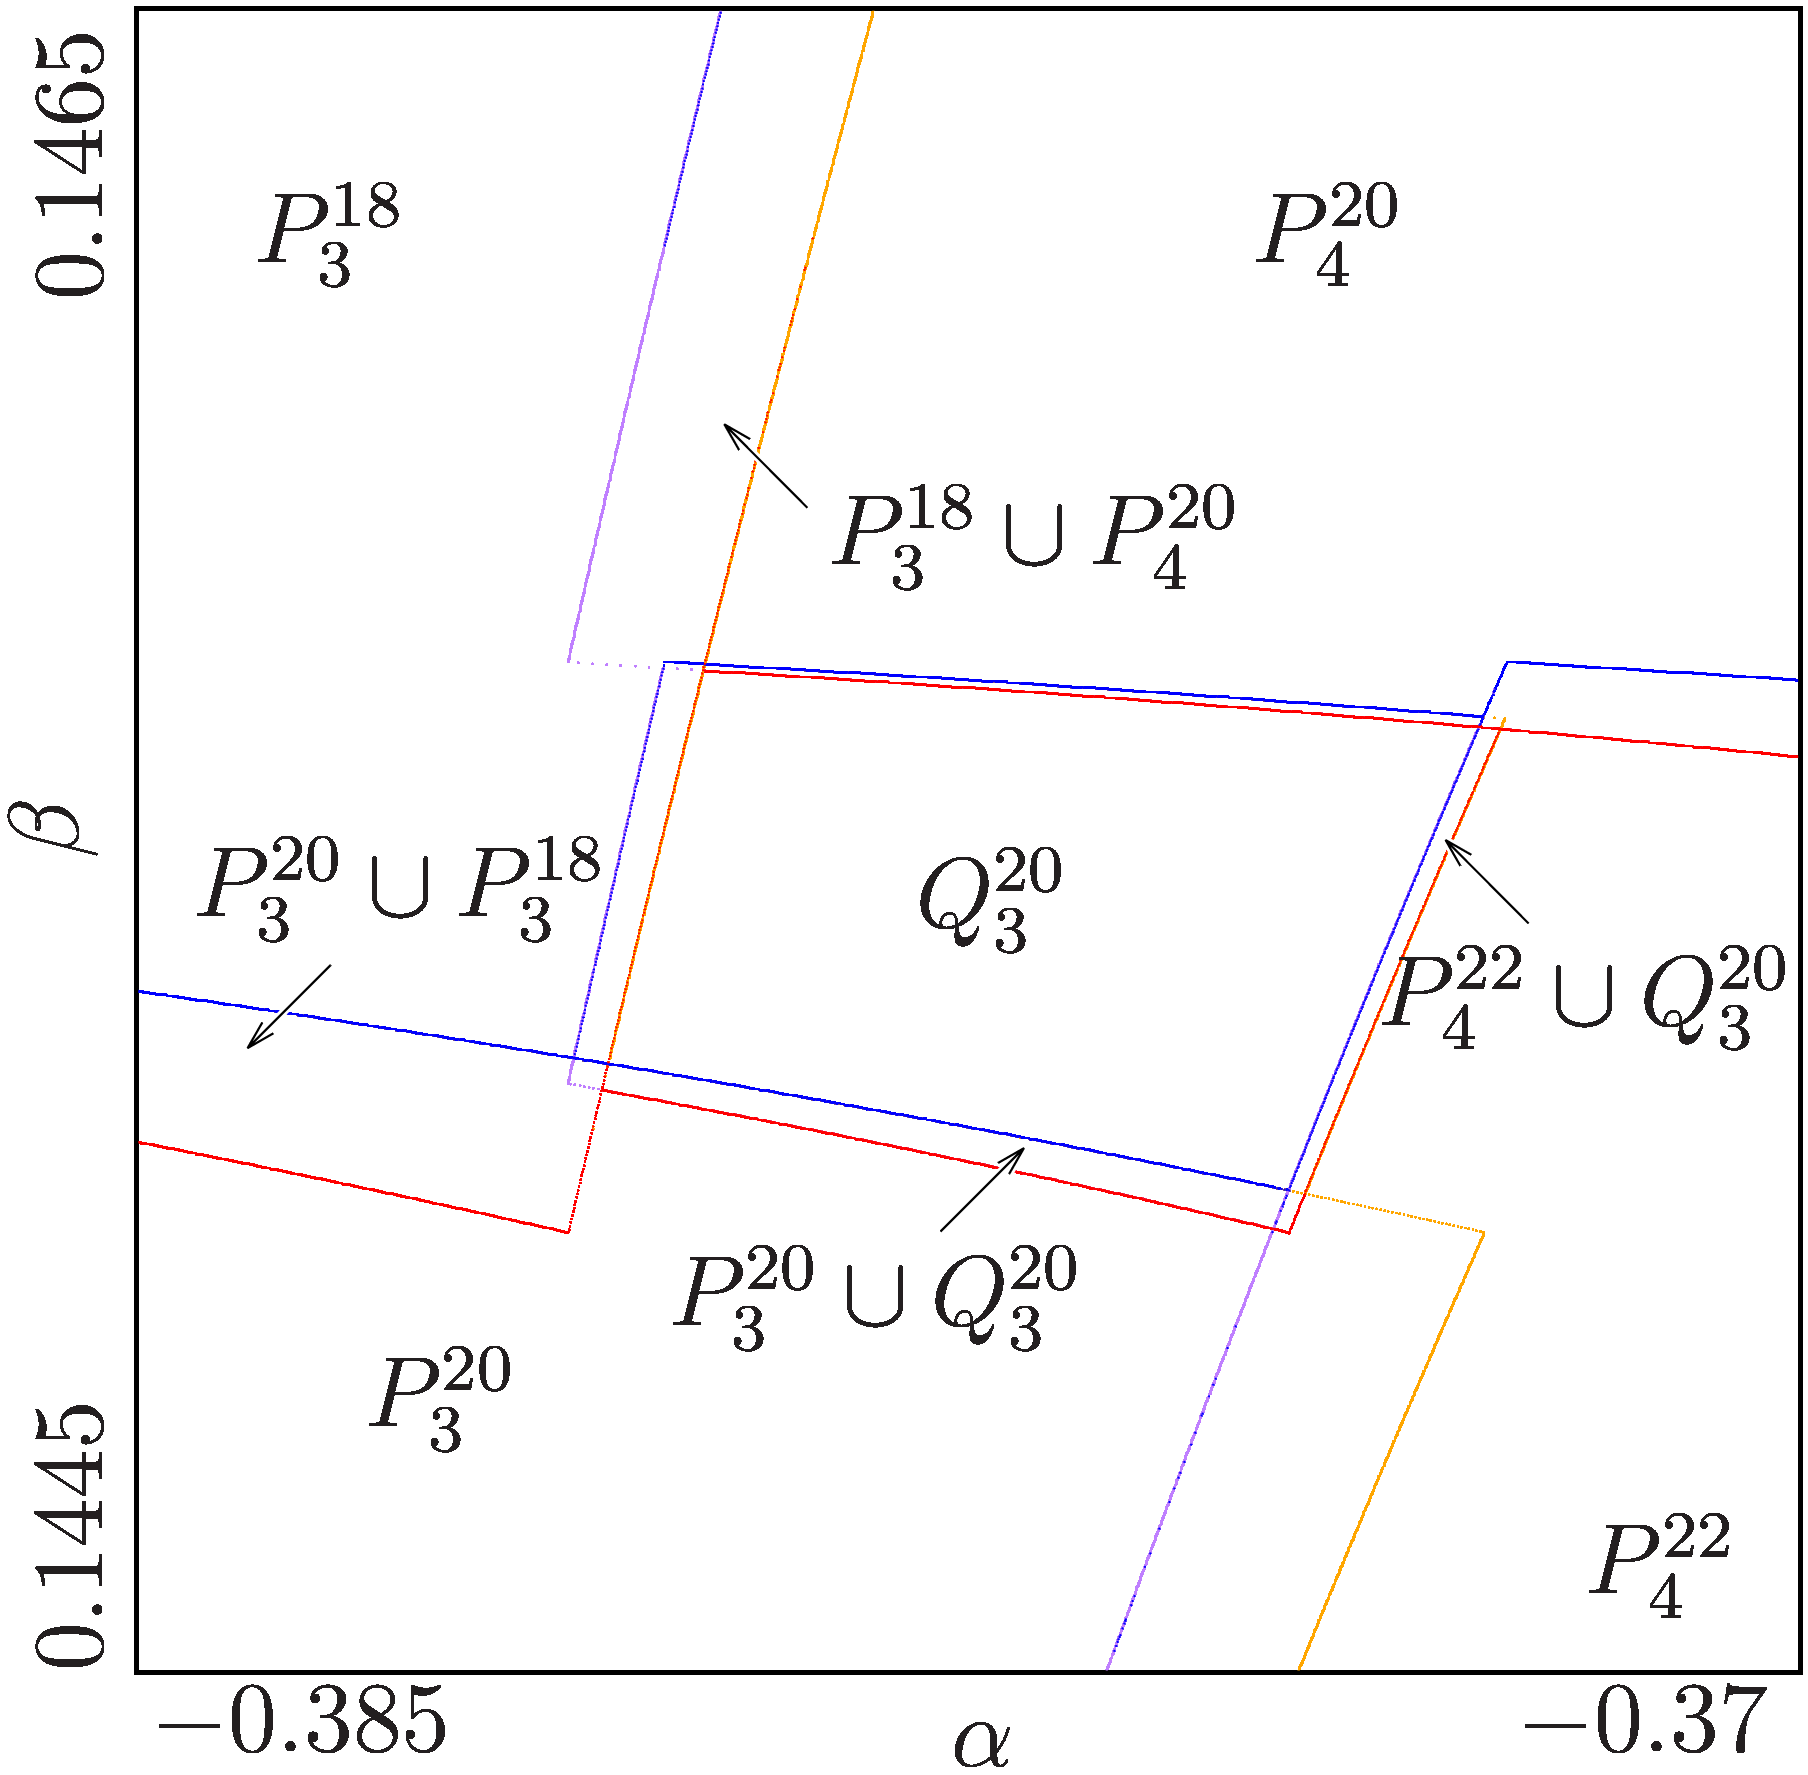 0.1465
P_3^{18}
P_4^{20}
P_3^{18} ∪ P_4^{20}
β
P_3^{20} ∪ P_3^{18}
Q_3^{20}
P_4^{22} ∪ Q_3^{20}
P_3^{20} ∪ Q_3^{20}
P_3^{20}
0.1445
P_4^{22}
−0.385
α
−0.37